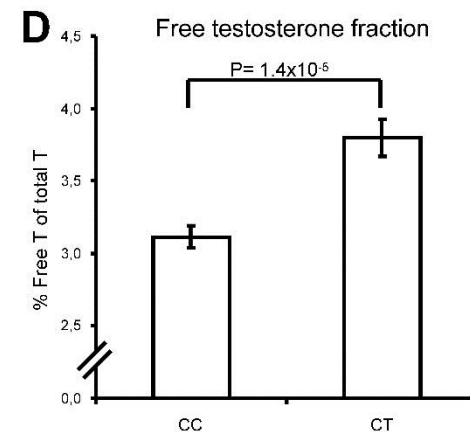 D
Free testosterone fraction
P= 1.4x10-5
% Free T of total T
4,5
4,0
3,5
3,0
2,5
0,0
CC
CT